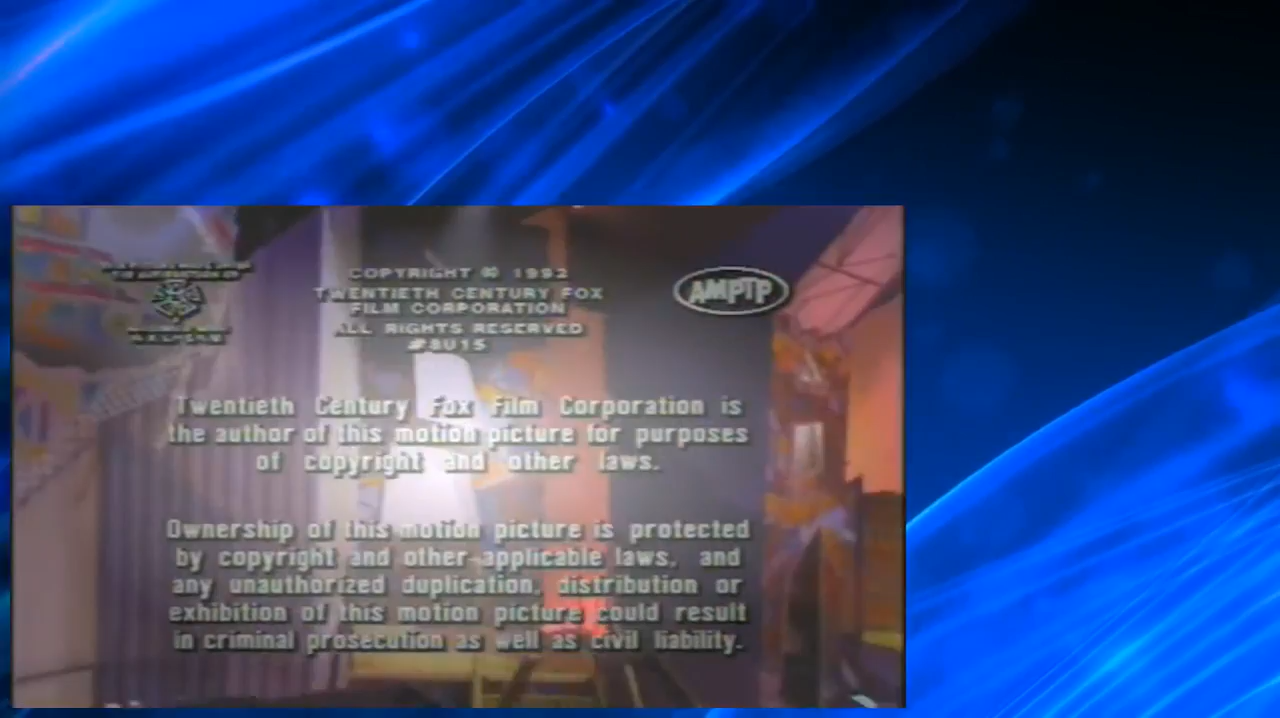 COPYRIGHT © 1992
TWENTIETH CENTURY FOX
FILM CORPORATION
ALL RIGHTS RESERVED
#8U15
AMPTP
Twentieth Century Fox Film Corporation is
the author of this motion picture for purposes
of copyright and other laws.
Ownership of this motion picture is protected
by copyright and other applicable laws, and
any unauthorized duplication, distribution or
exhibition of this motion picture could result
in criminal prosecution as well as civil liability.